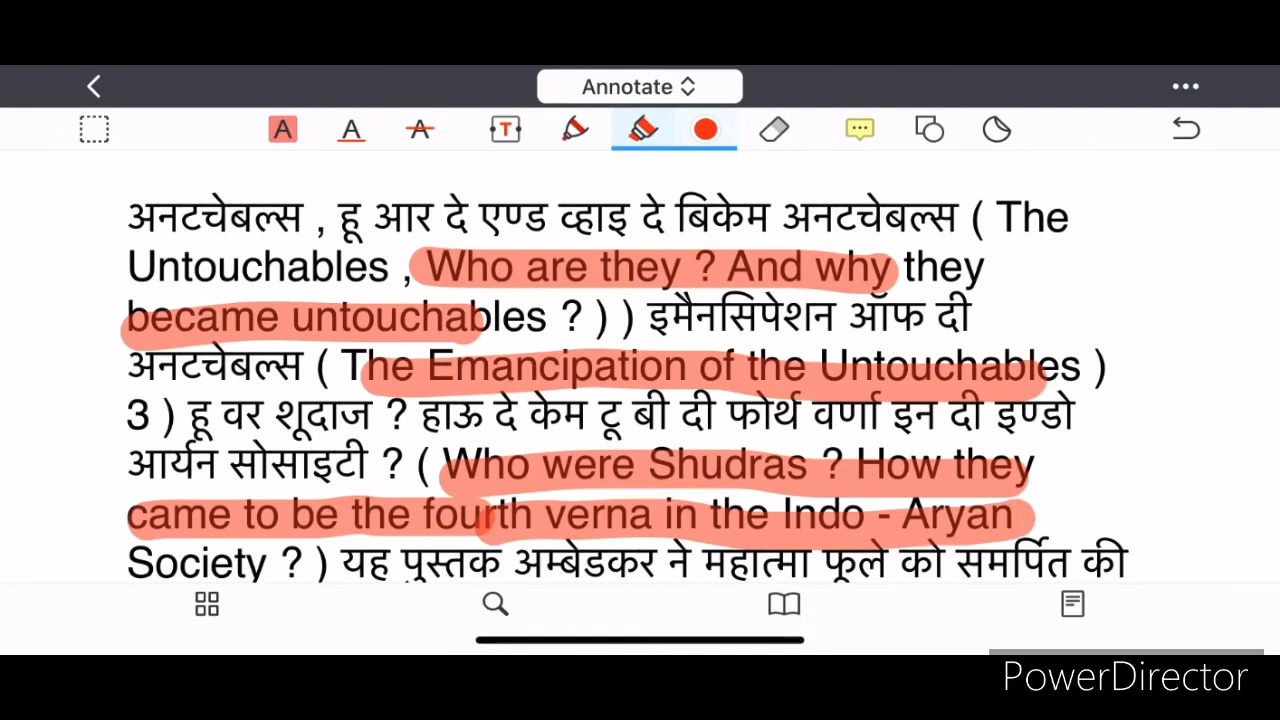 Annotate
A A A T
अनटचेबल्स , हू आर दे एण्ड व्हाइ दे बिकेम अनटचेबल्स ( The
Untouchables , Who are they ? And why they
became untouchables ? ) ) इमैनसिपेशन ऑफ दी
अनटचेबल्स ( The Emancipation of the Untouchables )
3 ) हू वर शूदाज ? हाऊ दे केम टू बी दी फोर्थ वर्णा इन दी इण्डो
आर्यन सोसाइटी ? ( Who were Shudras ? How they
came to be the fourth verna in the Indo - Aryan
Society ? ) यह पुस्तक अम्बेडकर ने महात्मा फूले को समर्पित की
PowerDirector